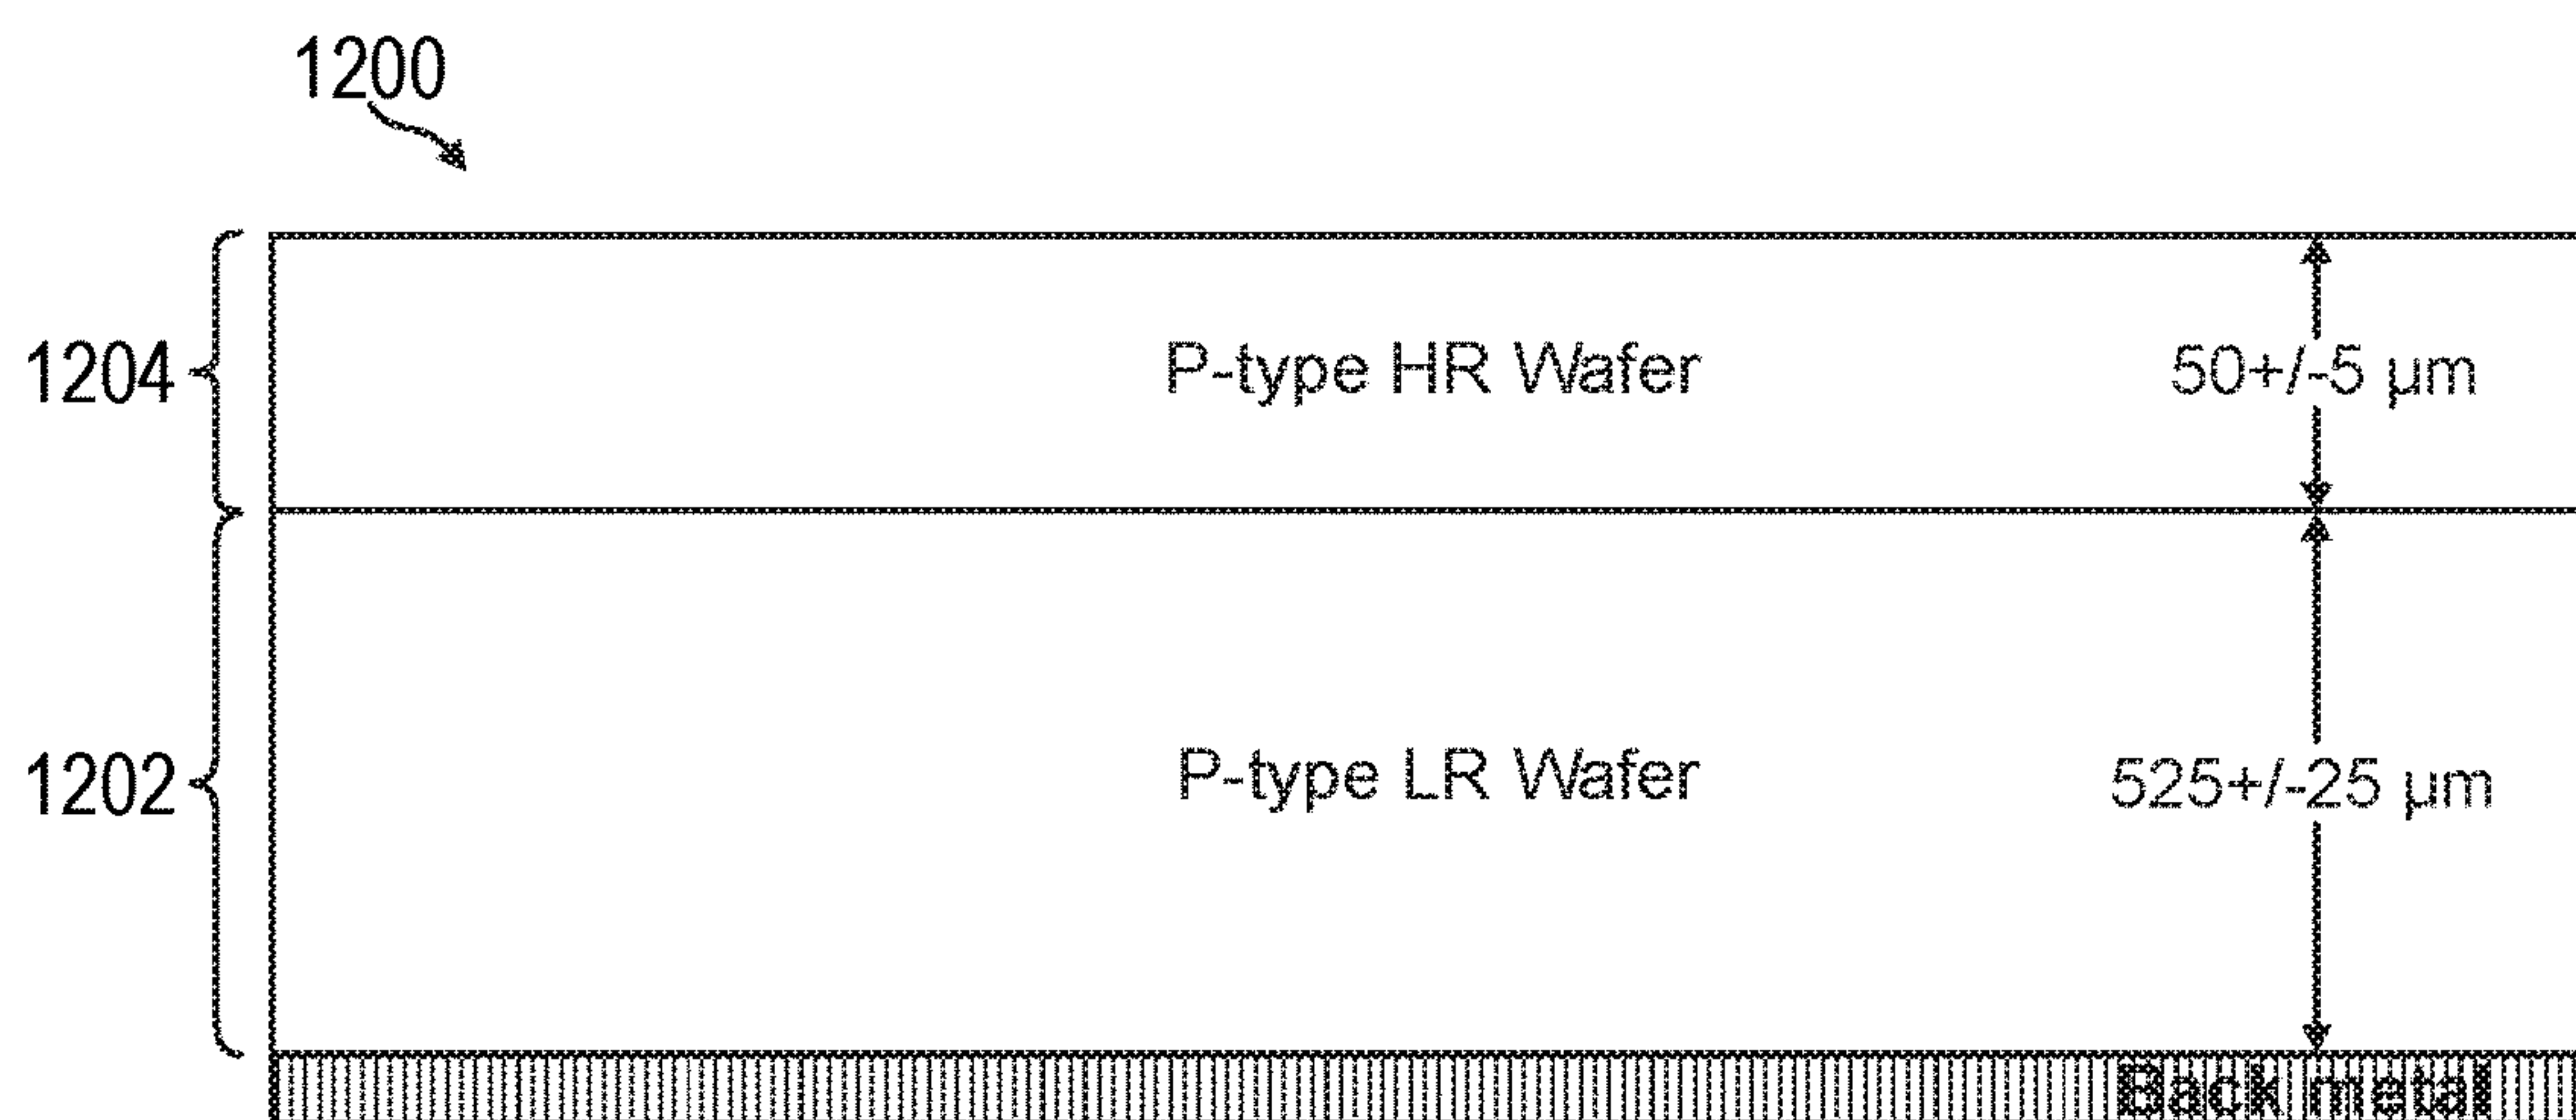 1200
1204
P-type HR Wafer
50+/-5 μm
1202
P-type LR Wafer
525+/-25 μm
Back metal